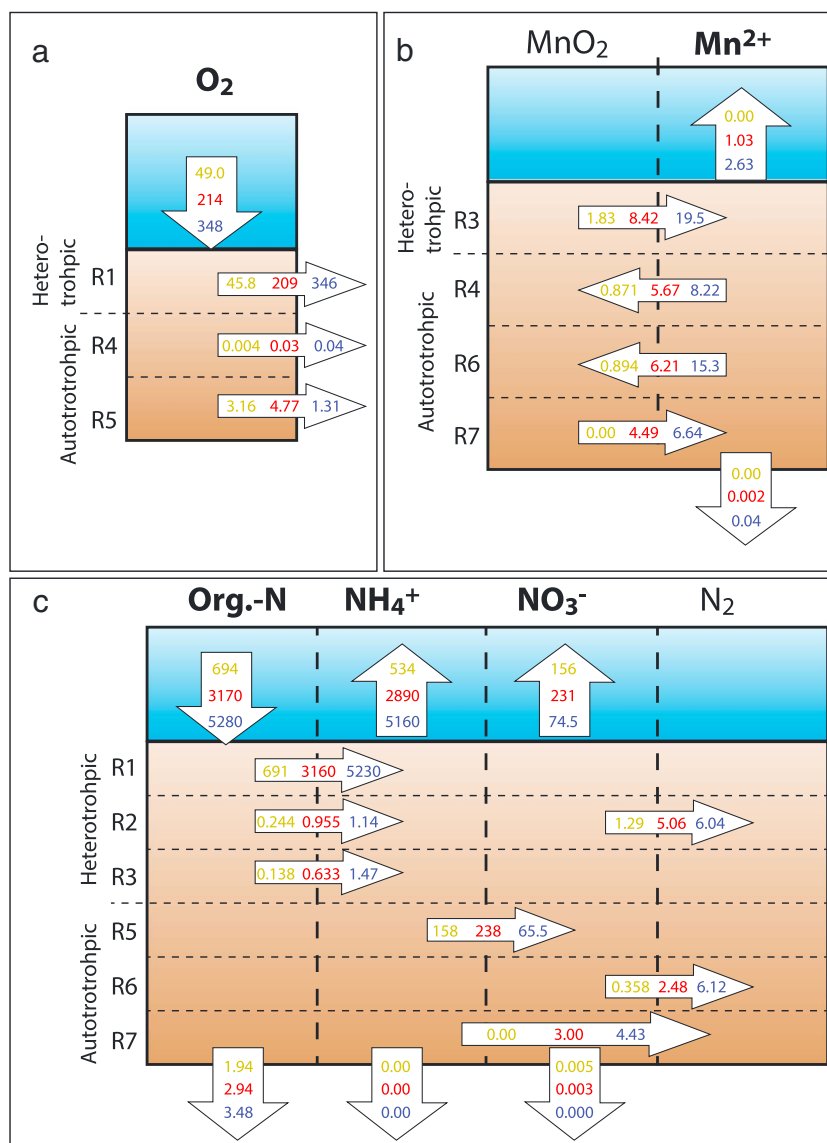 a
O₂
49.0
214
348
Hetero-
trohpic
R1
45.8 209 346
Autotrotrohpic
R4
0.004 0.03 0.04
R5
3.16 4.77 1.31
b
MnO₂ Mn²⁺
0.00
1.03
2.63
Hetero-
trohpic
R3
1.83 8.42 19.5
Autotrotrohpic
R4
0.871 5.67 8.22
R6
0.894 6.21 15.3
R7
0.00 4.49 6.64
0.00
0.002
0.04
c
Org.-N NH₄⁺ NO₃⁻ N₂
694 534 156
3170 2890 231
5280 5160 74.5
Heterotrohpic
R1
691 3160 5230
R2
0.244 0.955 1.14 1.29 5.06 6.04
R3
0.138 0.633 1.47
Autotrotrohpic
R5
158 238 65.5
R6
0.358 2.48 6.12
R7
0.00 3.00 4.43
1.94 0.00 0.005
2.94 0.00 0.003
3.48 0.00 0.000